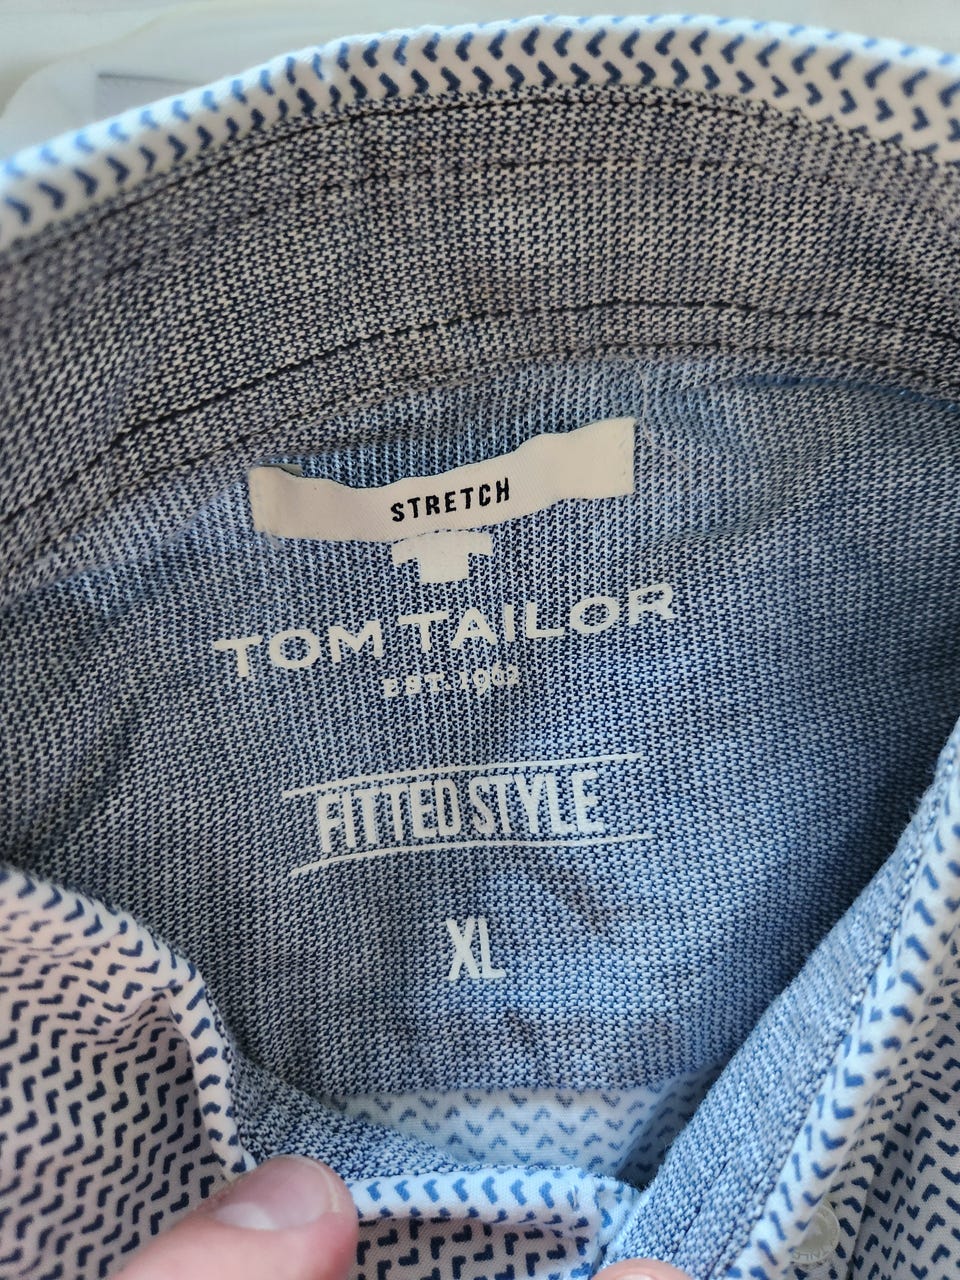 STRETCH
TOM TAILOR
EST. 1962
FITTED STYLE
XL